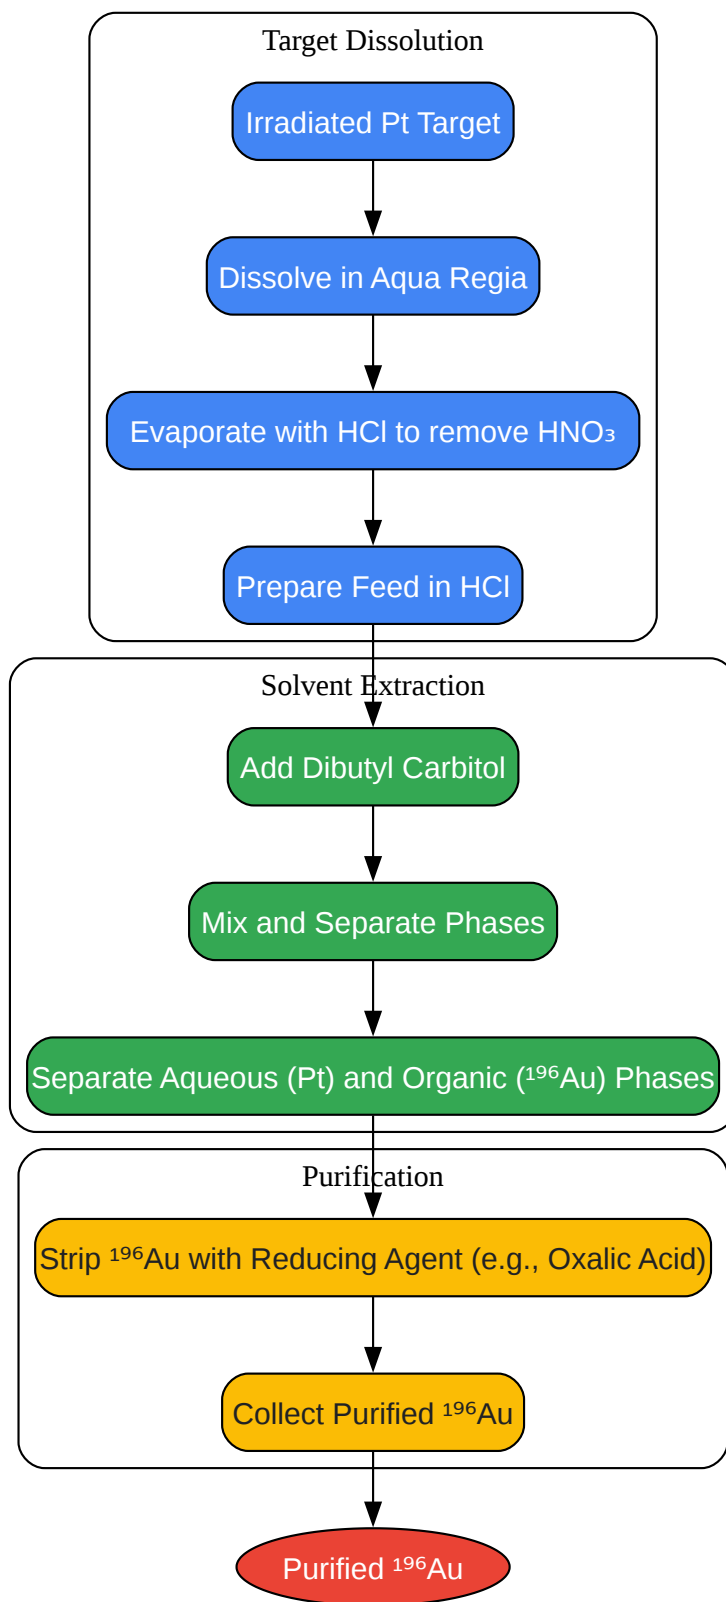 Target Dissolution
Irradiated Pt Target
Dissolve in Aqua Regia
Evaporate with HCl to remove HNO₃
Prepare Feed in HCl
Solvent Extraction
Add Dibutyl Carbitol
Mix and Separate Phases
Separate Aqueous (Pt) and Organic (¹⁹⁶Au) Phases
Purification
Strip ¹⁹⁶Au with Reducing Agent (e.g., Oxalic Acid)
Collect Purified ¹⁹⁶Au
Purified ¹⁹⁶Au